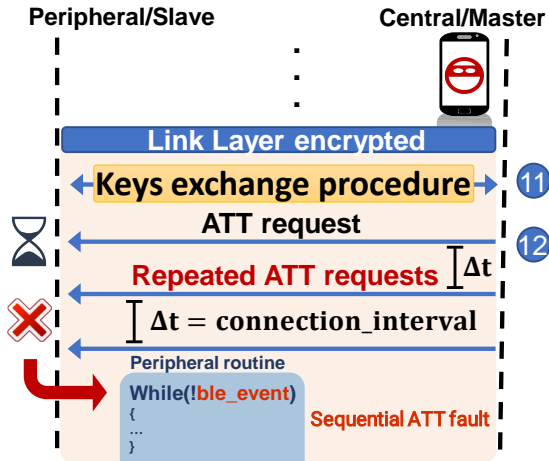 Peripheral/Slave Central/Master
Link Layer encrypted
Keys exchange procedure 11
ATT request
12
Δt
Repeated ATT requests
Δt = connection_interval
Peripheral routine
While(!ble_event)
{
...
}
Sequential ATT fault